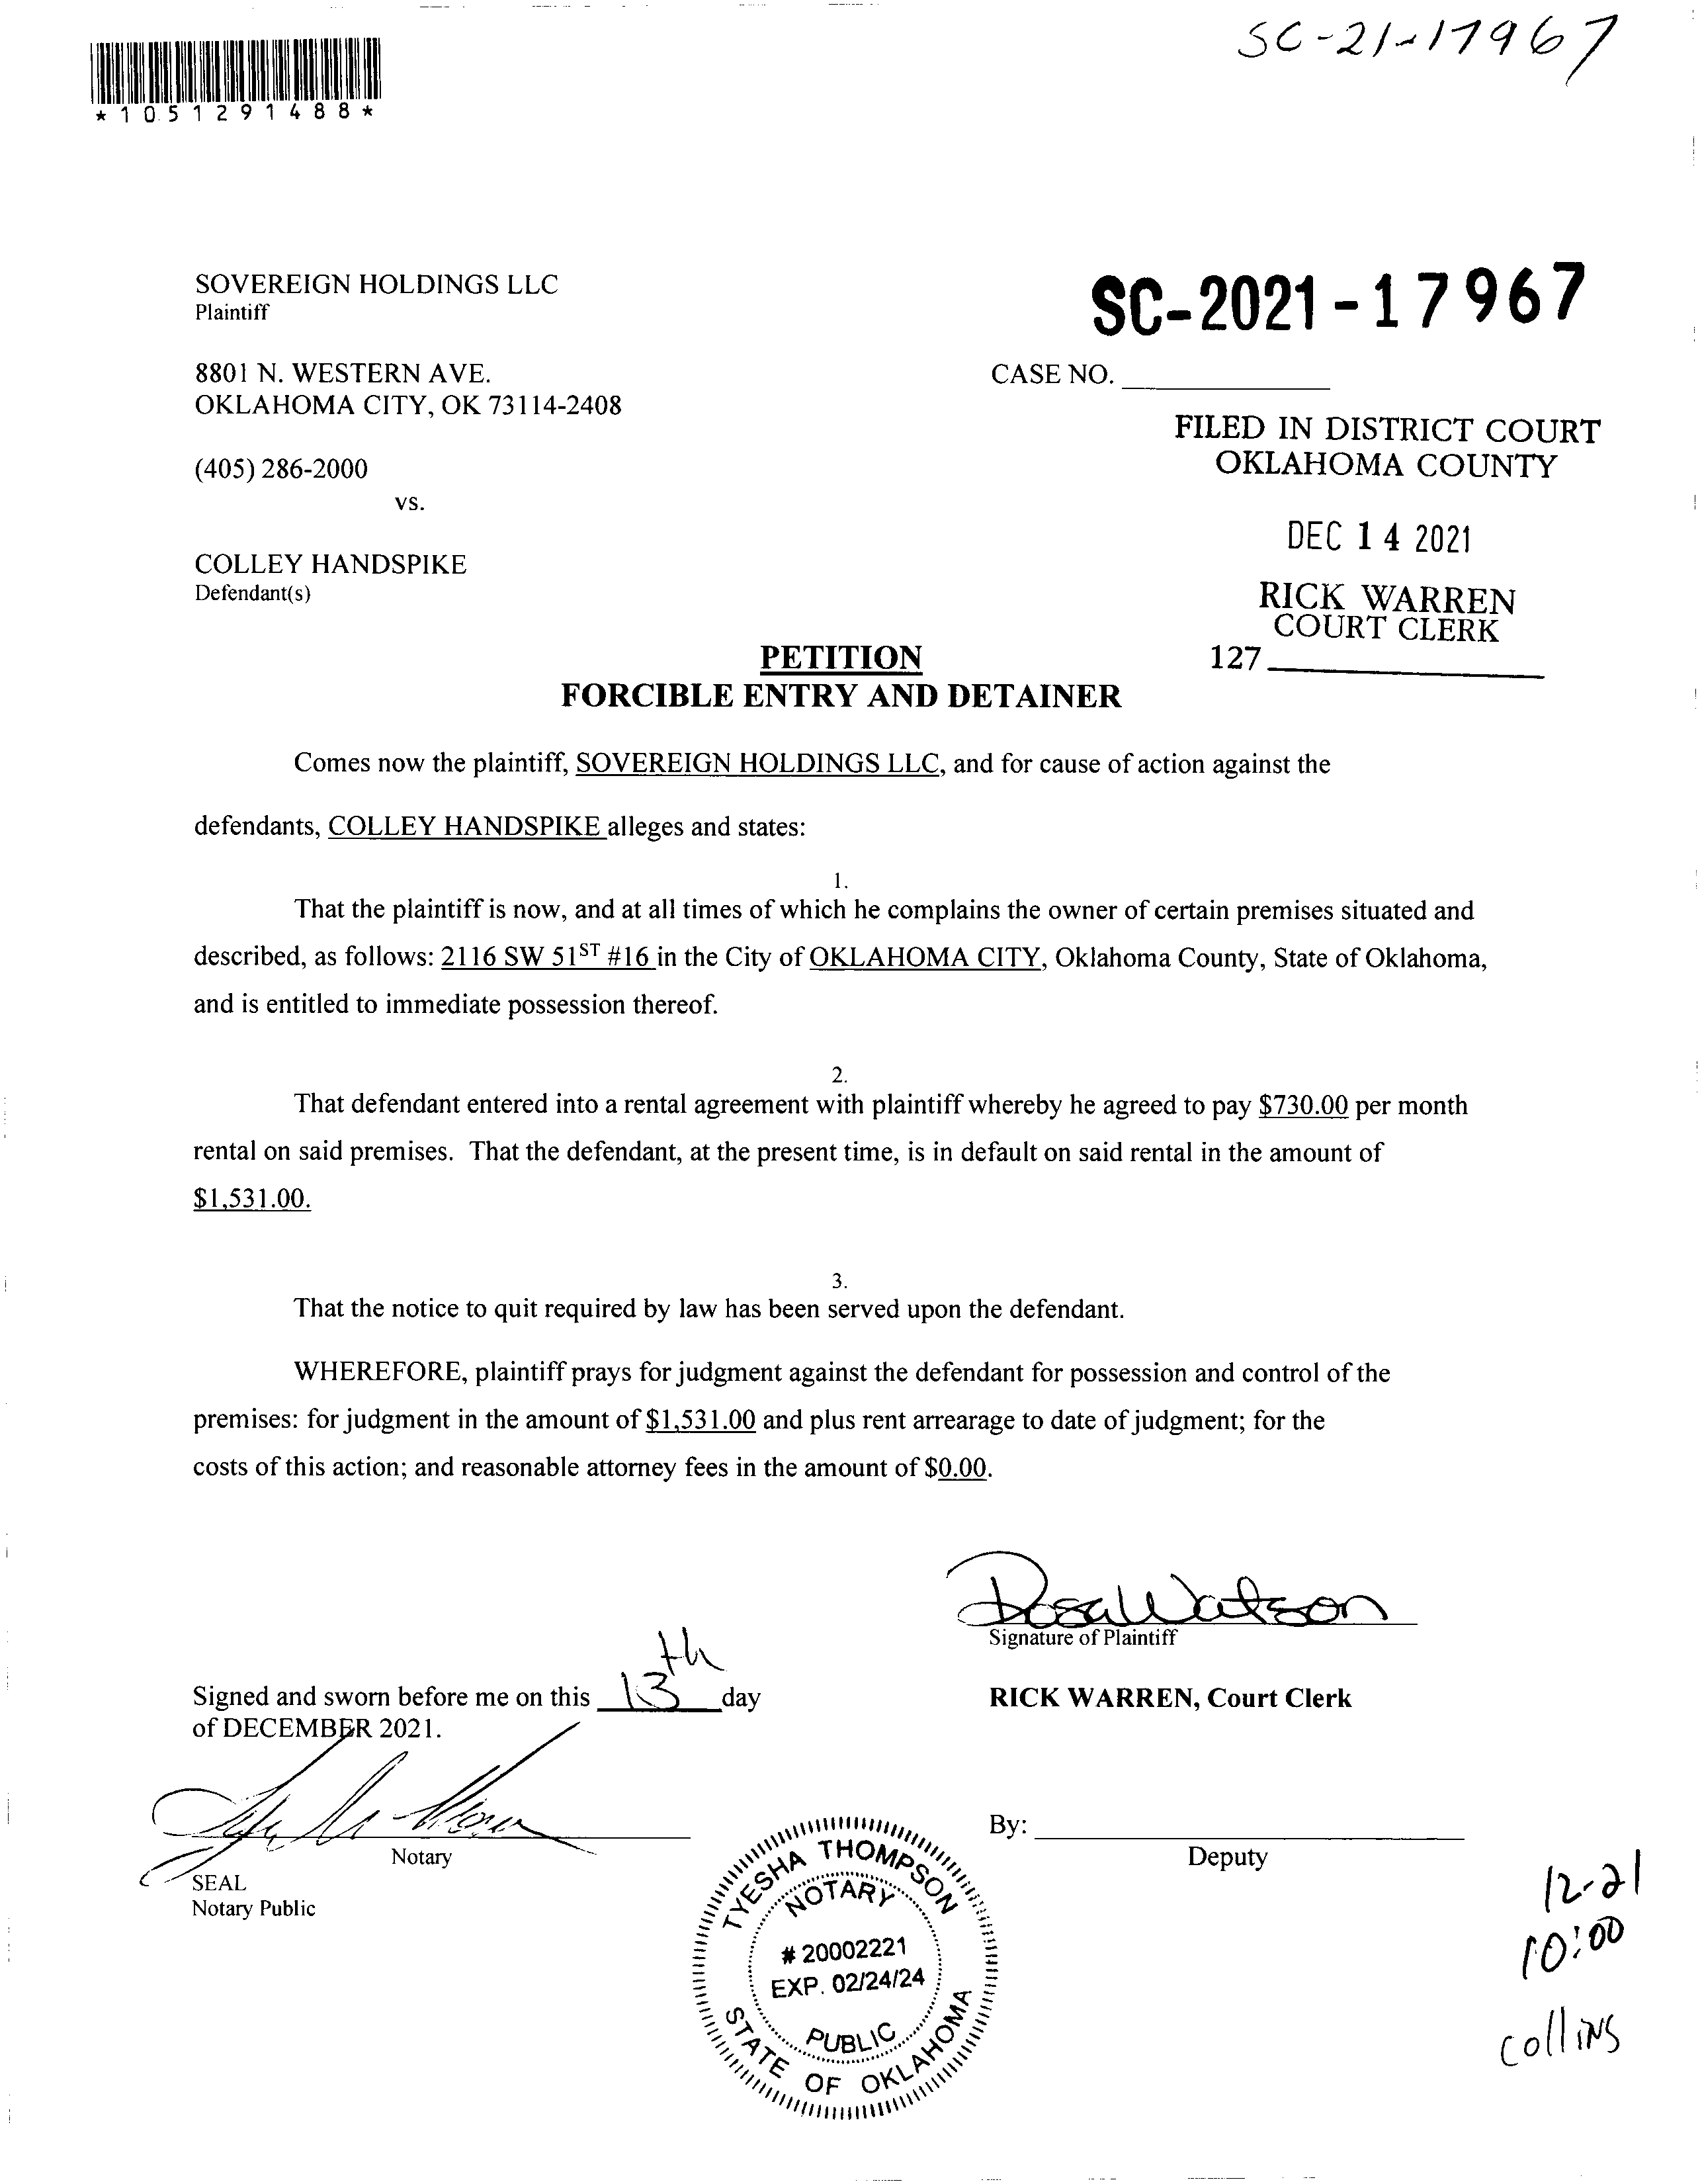 SC-21-17967
*1051291488*
SOVEREIGN HOLDINGS LLC
Plaintiff
SC-2021-17967
8801 N. WESTERN AVE.
OKLAHOMA CITY, OK 73114-2408
CASE NO.
(405) 286-2000
vs.
FILED IN DISTRICT COURT
OKLAHOMA COUNTY
DEC 14 2021
COLLEY HANDSPIKE
Defendant(s)
RICK WARREN
COURT CLERK
127
PETITION
FORCIBLE ENTRY AND DETAINER
Comes now the plaintiff, SOVEREIGN HOLDINGS LLC, and for cause of action against the
defendants, COLLEY HANDSPIKE alleges and states:
1.
That the plaintiff is now, and at all times of which he complains the owner of certain premises situated and
described, as follows: 2116 SW 51ST #16 in the City of OKLAHOMA CITY, Oklahoma County, State of Oklahoma,
and is entitled to immediate possession thereof.
2.
That defendant entered into a rental agreement with plaintiff whereby he agreed to pay $730.00 per month
rental on said premises. That the defendant, at the present time, is in default on said rental in the amount of
$1,531.00.
3.
That the notice to quit required by law has been served upon the defendant.
WHEREFORE, plaintiff prays for judgment against the defendant for possession and control of the
premises: for judgment in the amount of $1,531.00 and plus rent arrearage to date of judgment; for the
costs of this action; and reasonable attorney fees in the amount of $0.00.
Rosa Watson
Signature of Plaintiff
Signed and sworn before me on this 13th day
of DECEMBER 2021.
RICK WARREN, Court Clerk
Notary
SEAL
Notary Public
By:
Deputy
TYESHA THOMPSON
NOTARY
# 20002221
EXP. 02/24/24
PUBLIC
STATE OF OKLAHOMA
12-21
10:00
Collins